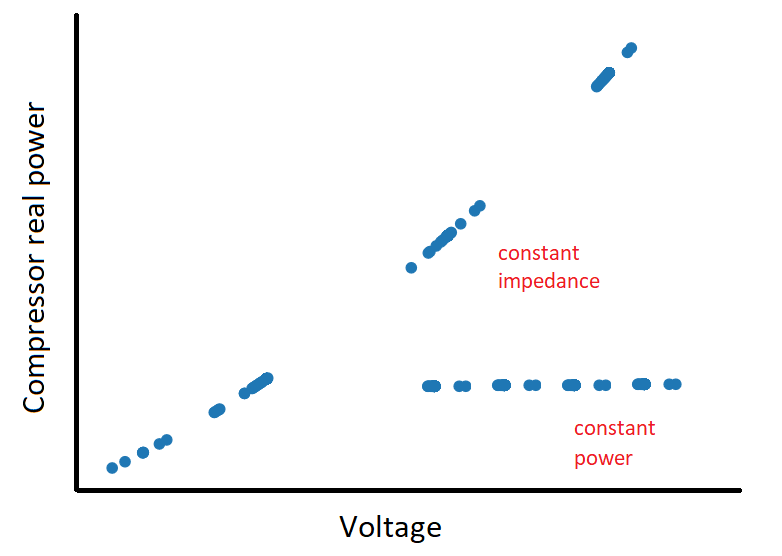 Compressor real power
constant
impedance
constant
power
Voltage